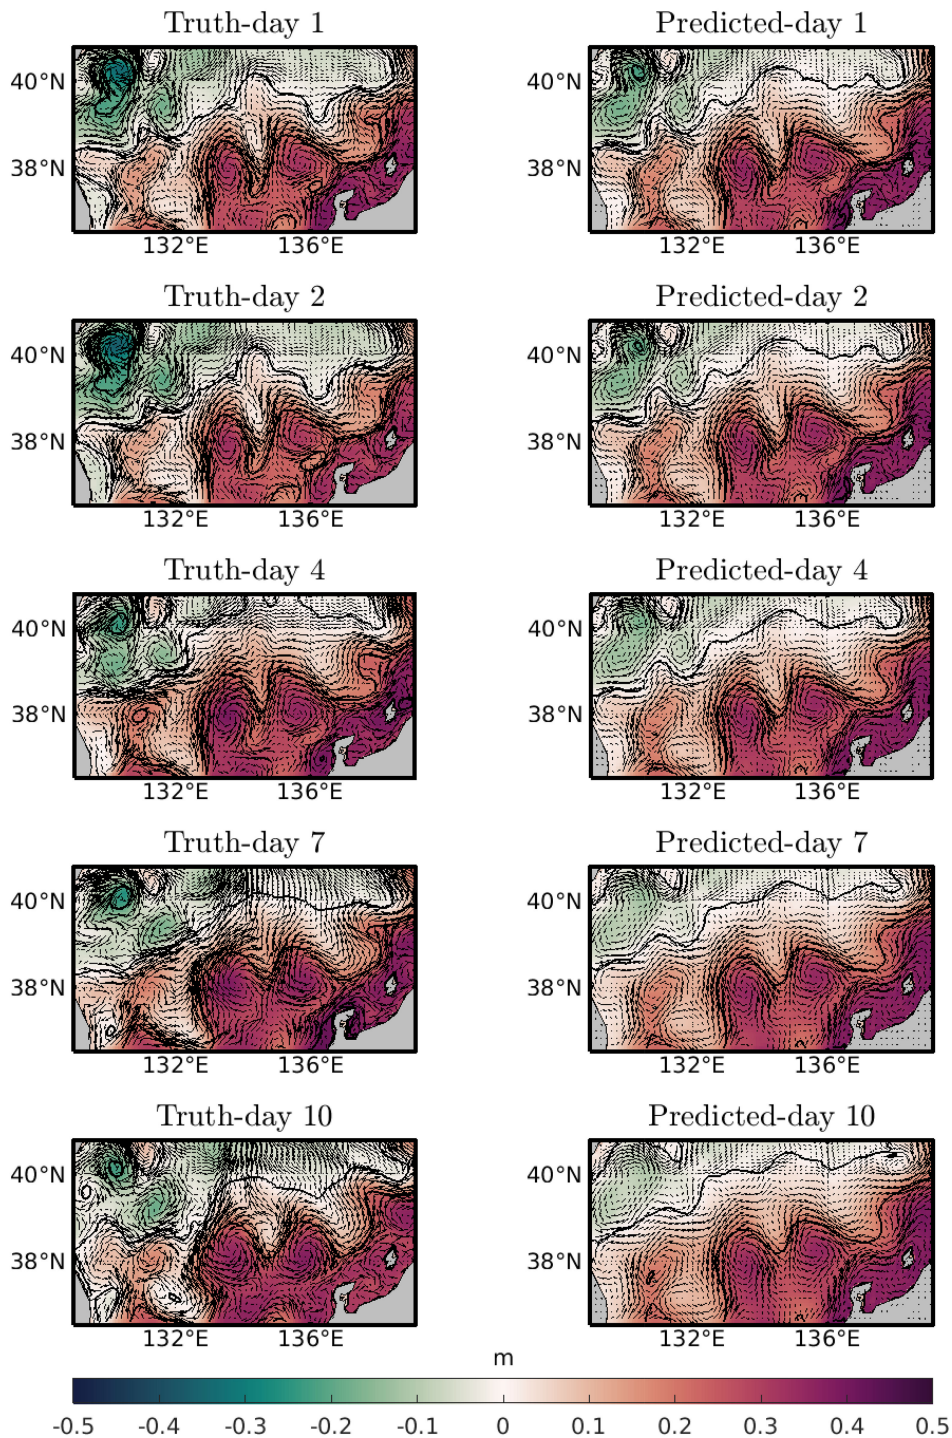 Truth-day 1 Predicted-day 1
40°N 40°N
38°N 38°N
132°E 136°E 132°E 136°E
Truth-day 2 Predicted-day 2
40°N 40°N
38°N 38°N
132°E 136°E 132°E 136°E
Truth-day 4 Predicted-day 4
40°N 40°N
38°N 38°N
132°E 136°E 132°E 136°E
Truth-day 7 Predicted-day 7
40°N 40°N
38°N 38°N
132°E 136°E 132°E 136°E
Truth-day 10 Predicted-day 10
40°N 40°N
38°N 38°N
132°E 136°E 132°E 136°E
m
-0.5 -0.4 -0.3 -0.2 -0.1 0 0.1 0.2 0.3 0.4 0.5